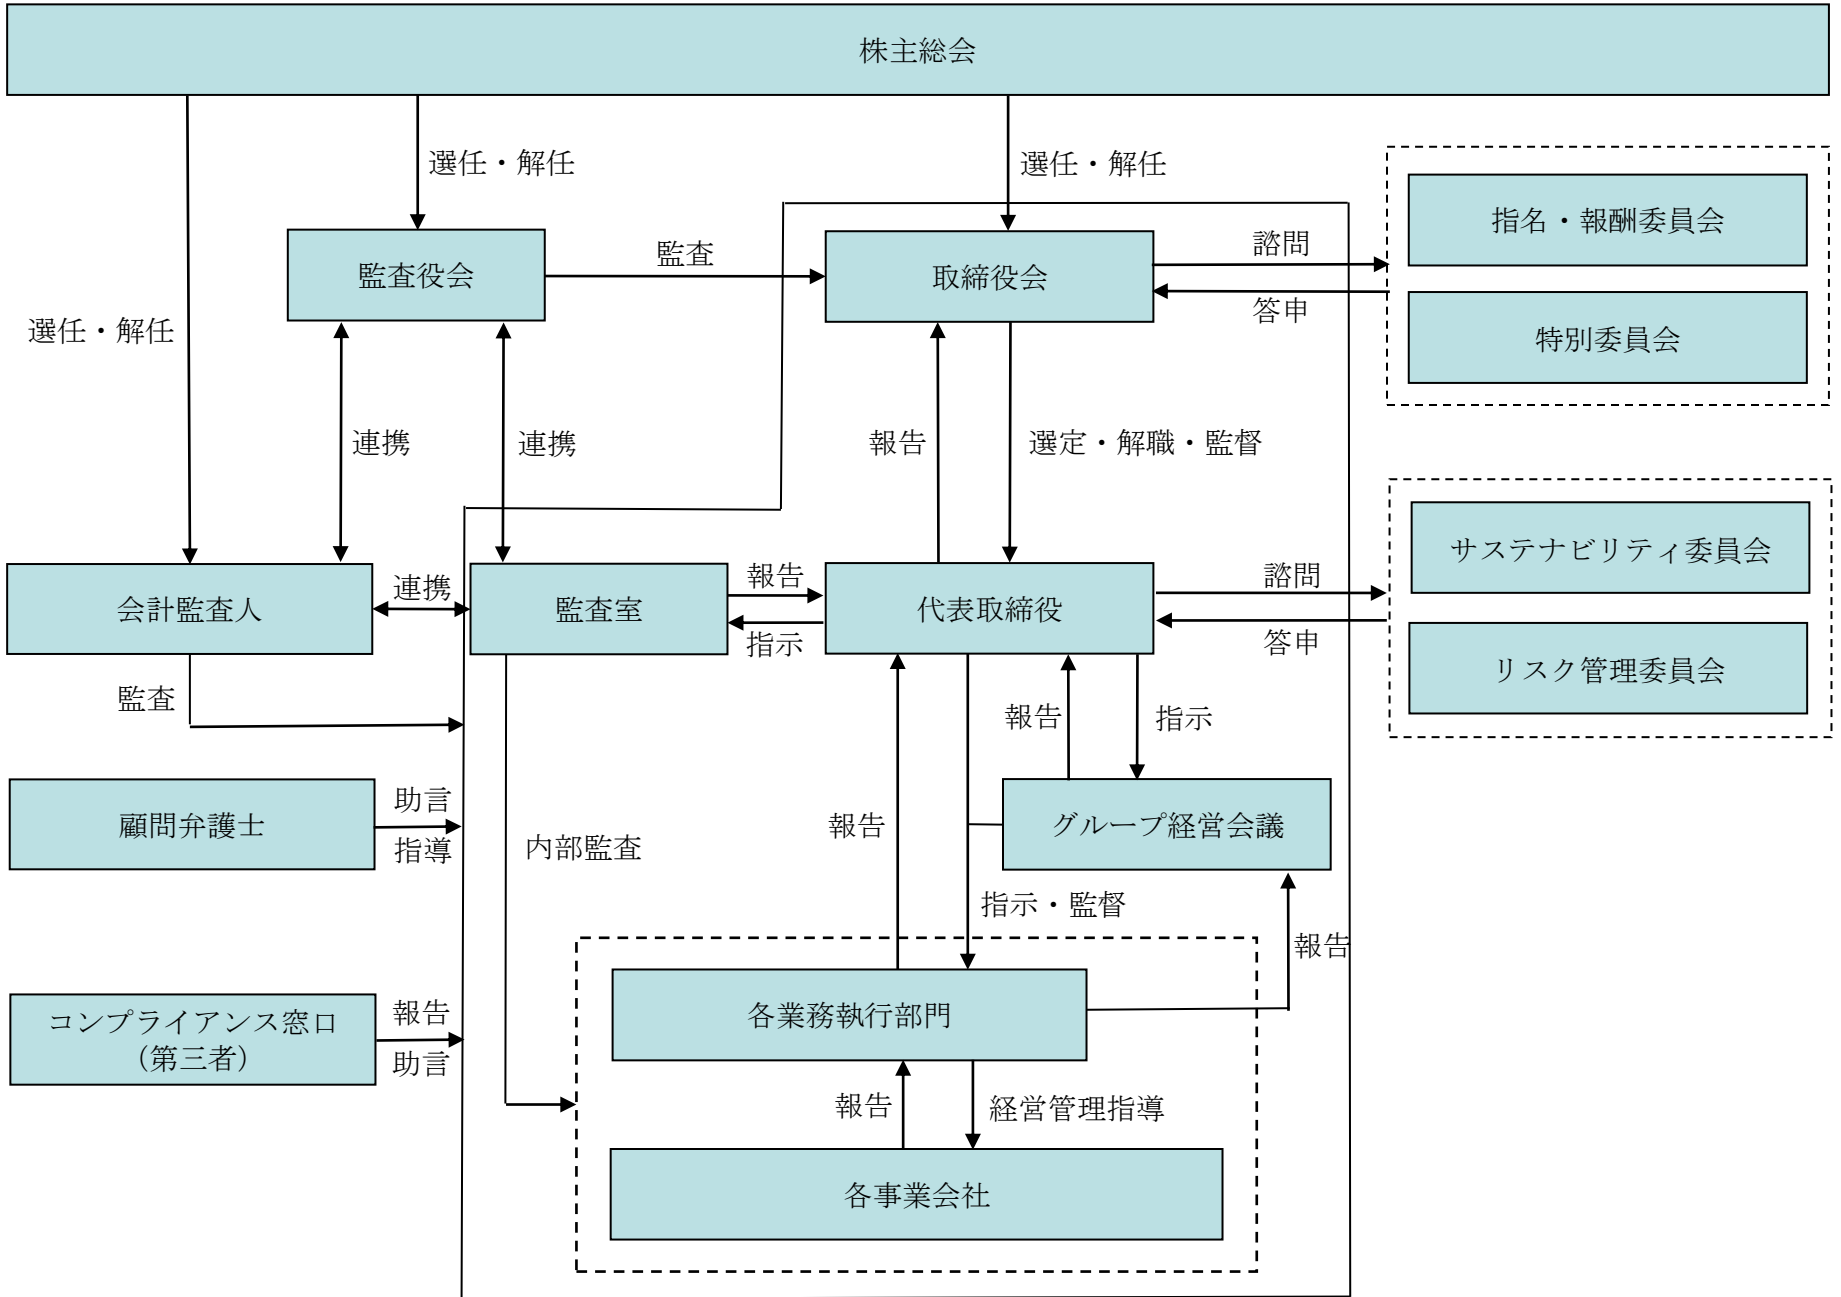 株主総会
選任・解任
選任・解任
指名・報酬委員会
監査役会
監査
取締役会
諮問
答申
選任・解任
特別委員会
連携
連携
報告
選定・解職・監督
サステナビリティ委員会
会計監査人
連携
監査室
報告
指示
代表取締役
諮問
答申
リスク管理委員会
監査
報告
指示
顧問弁護士
助言
指導
内部監査
報告
グループ経営会議
指示・監督
報告
コンプライアンス窓口
（第三者）
報告
助言
各業務執行部門
報告
経営管理指導
各事業会社